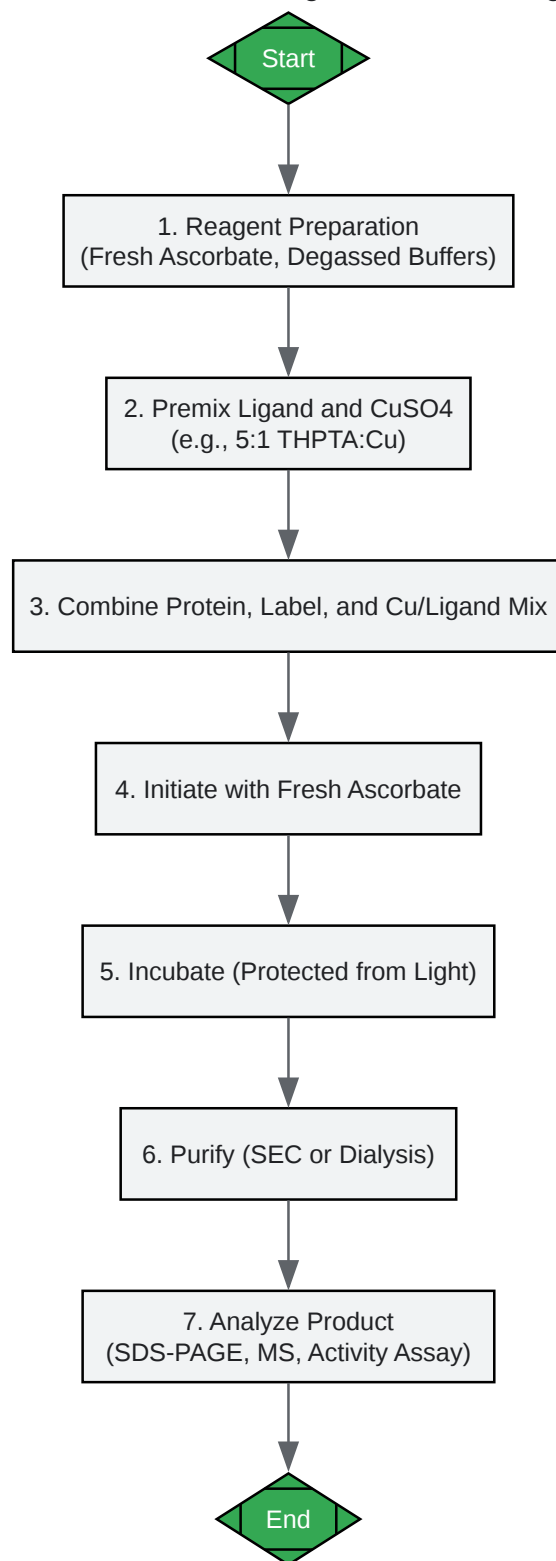 Start
1. Reagent Preparation
(Fresh Ascorbate, Degassed Buffers)
2. Premix Ligand and CuSO4
(e.g., 5:1 THPTA:Cu)
3. Combine Protein, Label, and Cu/Ligand Mix
4. Initiate with Fresh Ascorbate
5. Incubate (Protected from Light)
6. Purify (SEC or Dialysis)
7. Analyze Product
(SDS-PAGE, MS, Activity Assay)
End